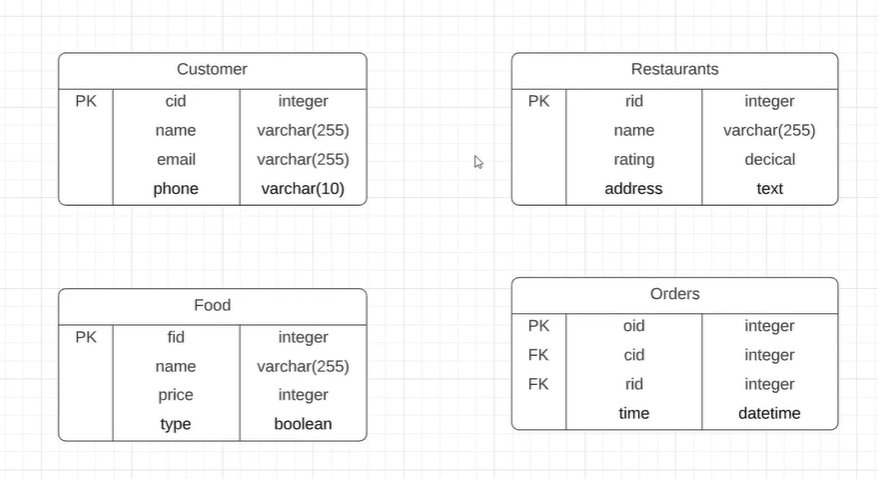 Customer
PK cid integer
name varchar(255)
email varchar(255)
phone varchar(10)
Restaurants
PK rid integer
name varchar(255)
rating decical
address text
Food
PK fid integer
name varchar(255)
price integer
type boolean
Orders
PK oid integer
FK cid integer
FK rid integer
time datetime